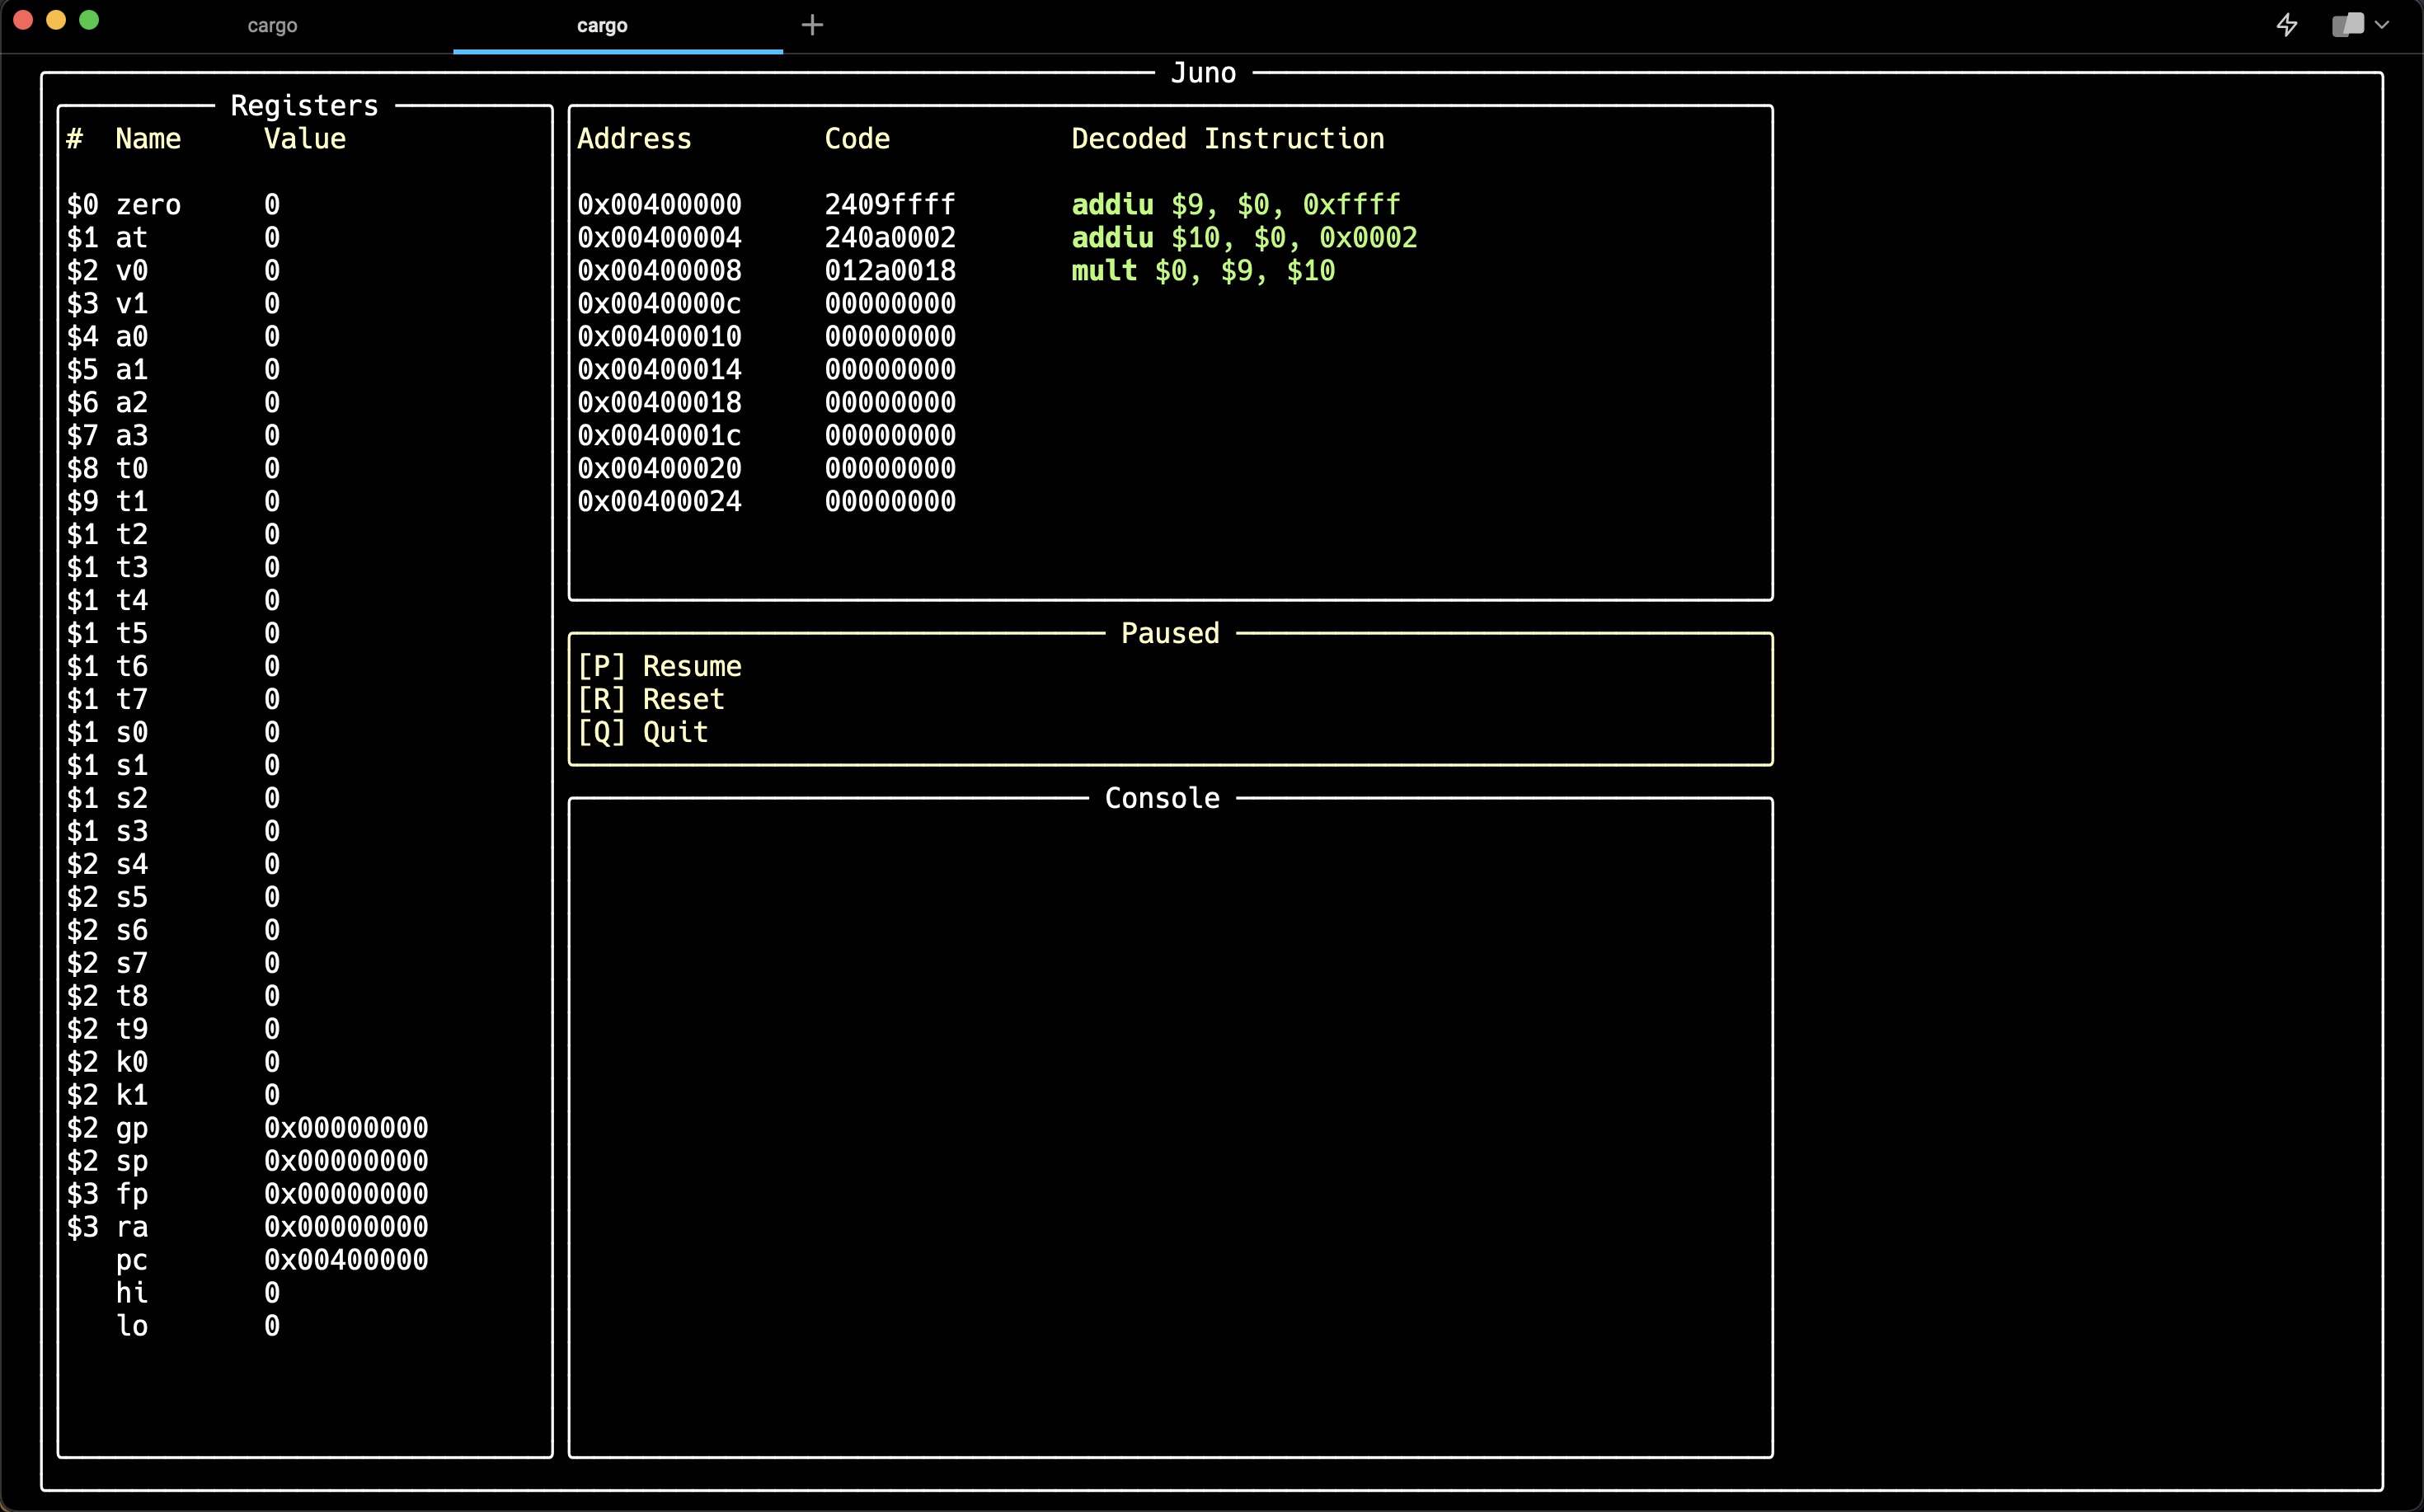 cargo
cargo
Juno
Registers
# Name Value
$0 zero 0
$1 at 0
$2 v0 0
$3 v1 0
$4 a0 0
$5 a1 0
$6 a2 0
$7 a3 0
$8 t0 0
$9 t1 0
$1 t2 0
$1 t3 0
$1 t4 0
$1 t5 0
$1 t6 0
$1 t7 0
$1 s0 0
$1 s1 0
$1 s2 0
$1 s3 0
$2 s4 0
$2 s5 0
$2 s6 0
$2 s7 0
$2 t8 0
$2 t9 0
$2 k0 0
$2 k1 0
$2 gp 0x00000000
$2 sp 0x00000000
$3 fp 0x00000000
$3 ra 0x00000000
pc 0x00400000
hi 0
lo 0
Address Code Decoded Instruction
0x00400000 2409ffff addiu $9, $0, 0xffff
0x00400004 240a0002 addiu $10, $0, 0x0002
0x00400008 012a0018 mult $0, $9, $10
0x0040000c 00000000
0x00400010 00000000
0x00400014 00000000
0x00400018 00000000
0x0040001c 00000000
0x00400020 00000000
0x00400024 00000000
Paused
[P] Resume
[R] Reset
[Q] Quit
Console